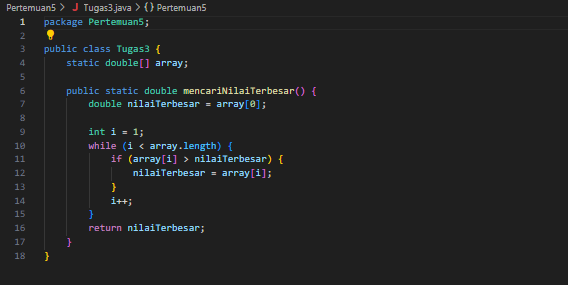 Pertemuan5 > J Tugas3.java > {} Pertemuan5
1 package Pertemuan5;
2
3 public class Tugas3 {
4     static double[] array;
5
6     public static double mencariNilaiTerbesar() {
7         double nilaiTerbesar = array[0];
8
9         int i = 1;
10         while (i < array.length) {
11             if (array[i] > nilaiTerbesar) {
12                 nilaiTerbesar = array[i];
13             }
14             i++;
15         }
16         return nilaiTerbesar;
17     }
18 }